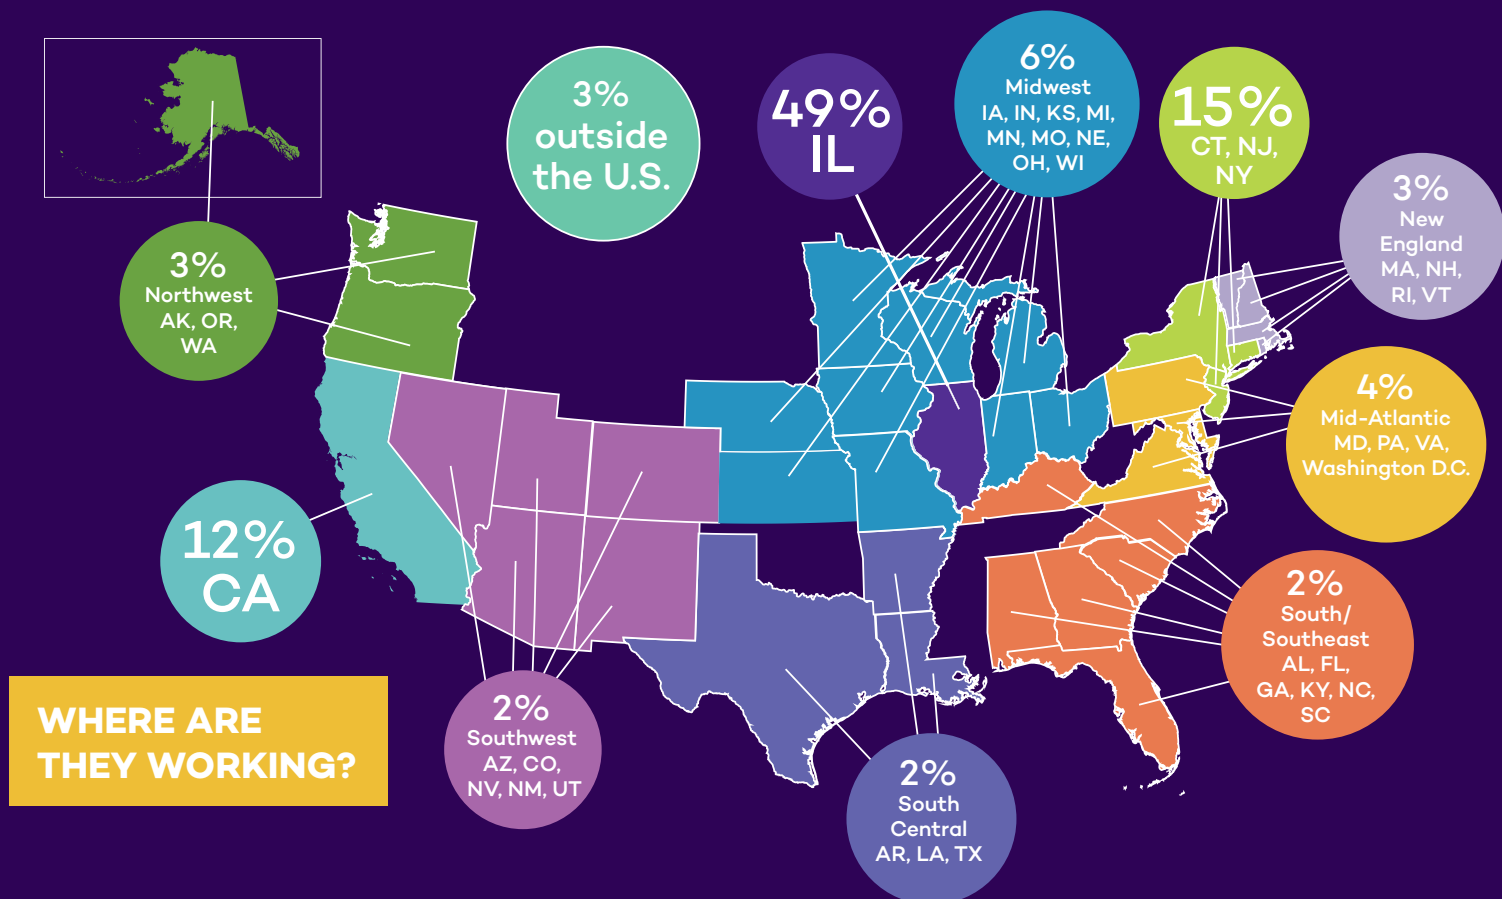 3%
outside
the U.S.
49%
IL
6%
Midwest
IA, IN, KS, MI,
MN, MO, NE,
OH, WI
15%
CT, NJ,
NY
3%
New
England
MA, NH,
RI, VT
3%
Northwest
AK, OR,
WA
4%
Mid-Atlantic
MD, PA, VA,
Washington D.C.
12%
CA
2%
South/
Southeast
AL, FL,
GA, KY, NC,
SC
WHERE ARE
THEY WORKING?
2%
Southwest
AZ, CO,
NV, NM, UT
2%
South
Central
AR, LA, TX